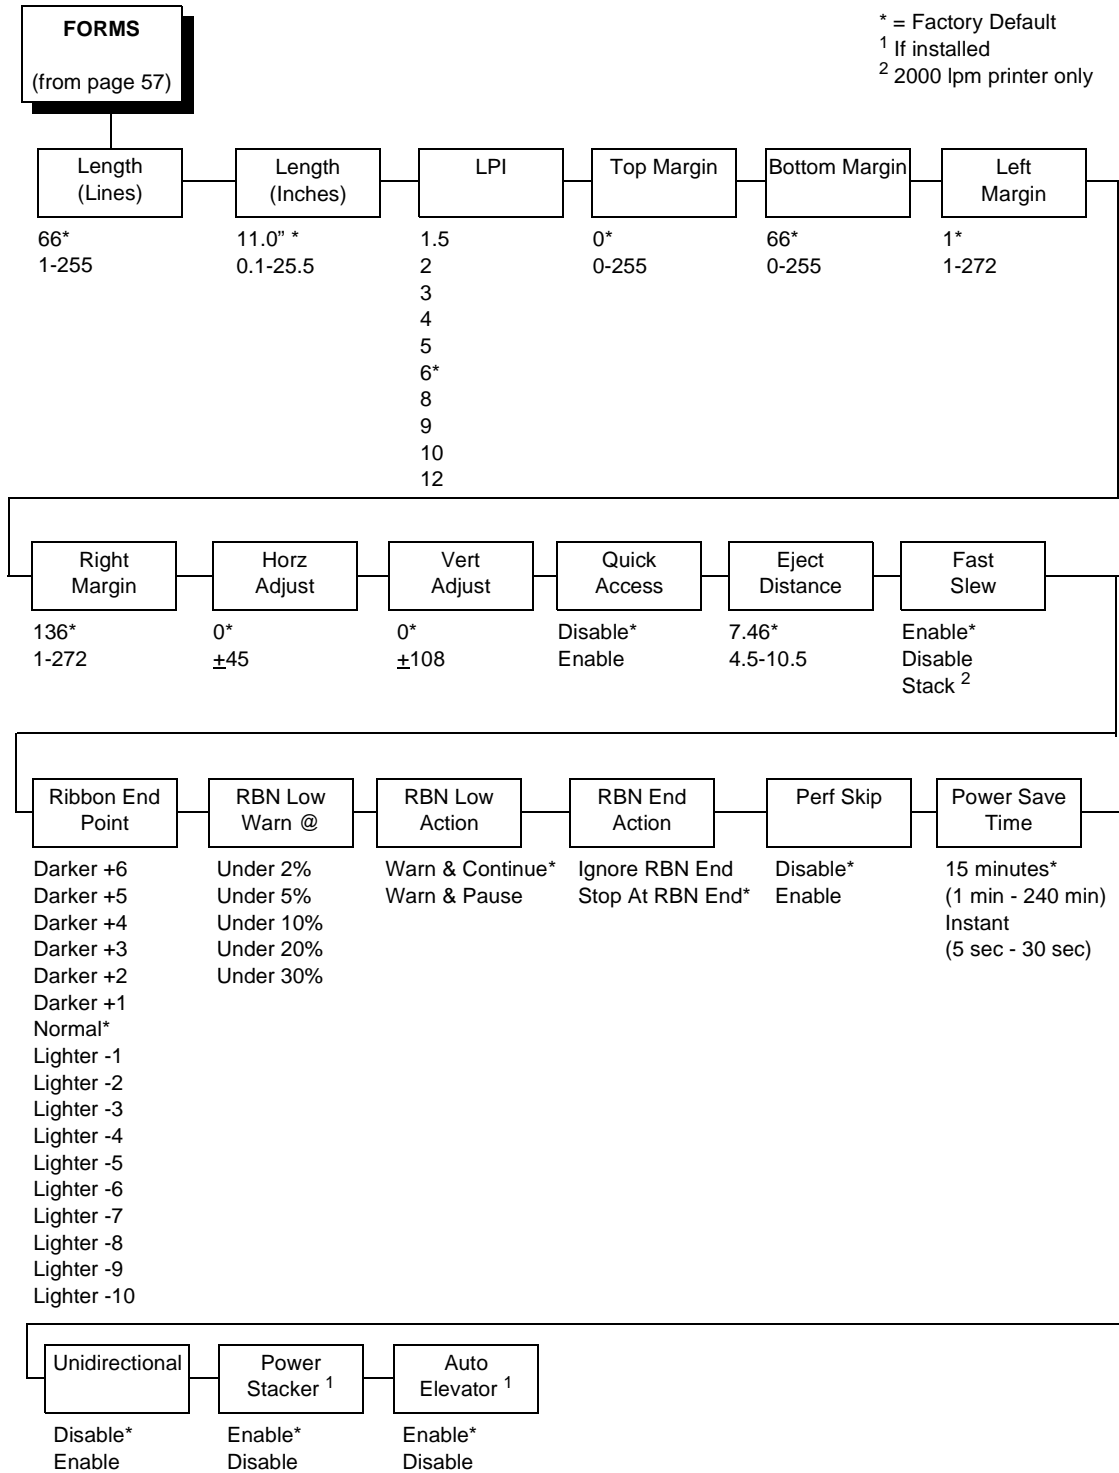 FORMS
(from page 57)
* = Factory Default
1 If installed
2 2000 lpm printer only
Length
(Lines)
66*
1-255
Length
(Inches)
11.0” *
0.1-25.5
LPI
1.5
2
3
4
5
6*
8
9
10
12
Top Margin
0*
0-255
Bottom Margin
66*
0-255
Left
Margin
1*
1-272
Right
Margin
136*
1-272
Horz
Adjust
0*
±45
Vert
Adjust
0*
±108
Quick
Access
Disable*
Enable
Eject
Distance
7.46*
4.5-10.5
Fast
Slew
Enable*
Disable
Stack 2
Ribbon End
Point
Darker +6
Darker +5
Darker +4
Darker +3
Darker +2
Darker +1
Normal*
Lighter -1
Lighter -2
Lighter -3
Lighter -4
Lighter -5
Lighter -6
Lighter -7
Lighter -8
Lighter -9
Lighter -10
RBN Low
Warn @
Under 2%
Under 5%
Under 10%
Under 20%
Under 30%
RBN Low
Action
Warn & Continue*
Warn & Pause
RBN End
Action
Ignore RBN End
Stop At RBN End*
Perf Skip
Disable*
Enable
Power Save
Time
15 minutes*
(1 min - 240 min)
Instant
(5 sec - 30 sec)
Unidirectional
Disable*
Enable
Power
Stacker 1
Enable*
Disable
Auto
Elevator 1
Enable*
Disable